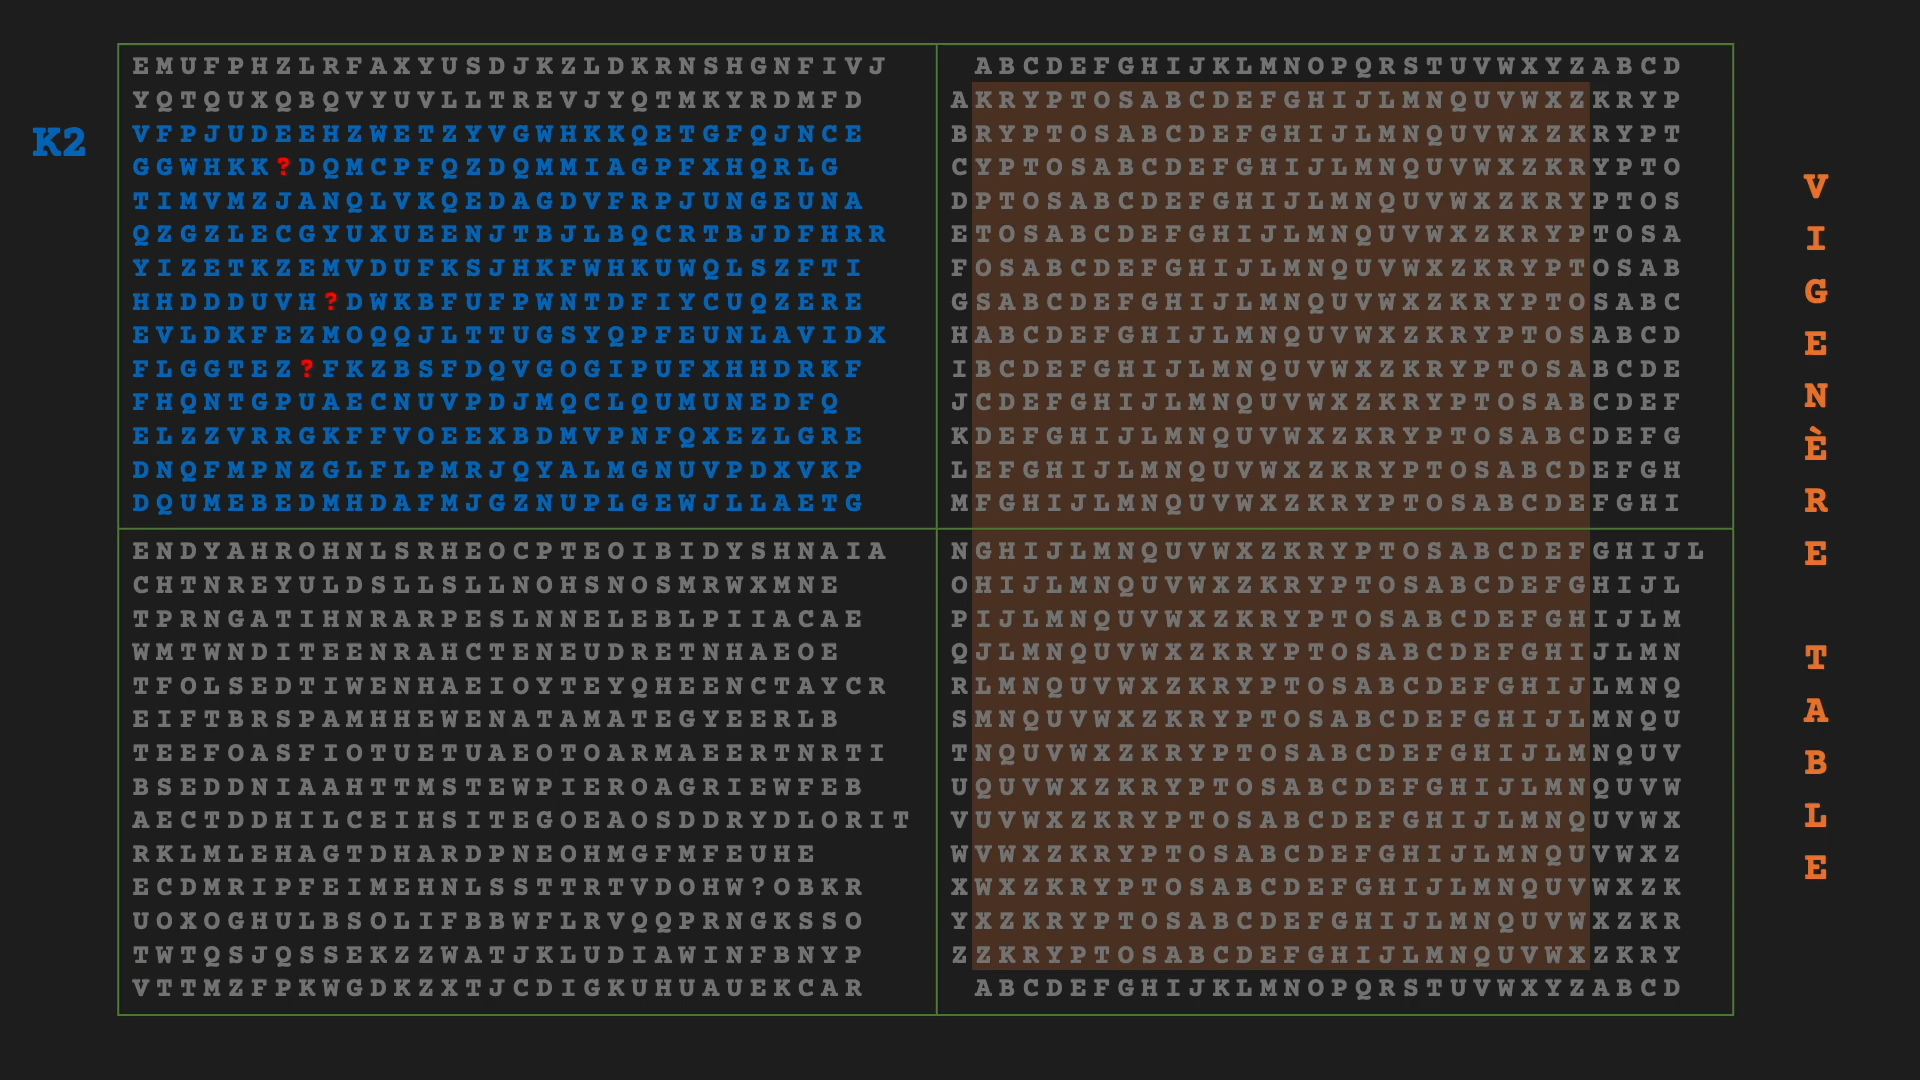 K2
EMUFPHZLRFAXYUSDJKZLDKRNSHGNFIVJ
YQTQUXQBQVYUVLLTREVJYQTMKYRDMFD
VFPJUDEEHZWETZYVGWHKKQETGFQJNCE
GGWHKK?DQMCPFQZDQMMIAGPFXHQRLG
TIMVMZJANQLVKQEDAGDVFRPJUNGEUNA
QZGZLECGYUXUEENJTBJLBQCRTBJDFHRR
YIZETKZEMVDUFKSJHKFWHKUWQLSZFTI
HHDDDUVH?DWKBFUFPWNTDFIYCUQZERE
EVLDKFEZMOQQJLTTUGSYQPFEUNLAVIDX
FLGGTEZ?FKZBSFDQVGOGIPUFXHHDRKF
FHQNTGPUAECNUVPDJMQCLQUMUNEDFQ
ELZZVRRGKFFVOEEXBDMVPNFQXEZLGRE
DNQFMPNZGLFLPMRJQYALMGNUVPDXVKP
DQUMEBEDMHDAFMJGZNUPLGEWJLLAETG
ENDYAHROHNLSRHEOCPTEOIBIDYSHNAIA
CHTNREYULDSLLSLLNOHSNOSMRWXMNE
TPRNGATIHNRARPESLNNELEBLPIIACAE
WMTWNDITEENRAHCTENEUDRETNHAEOE
TFOLSEDTIWENHAEIOYTEYQHEENCTAYCR
EIFTBRSPAMHHEWENATAMATEGYEERLB
TEEFOASFIOTUETUAEOTOARMAEERTNRTI
BSEDDNIAAHTTMSTEWPIEROAGRIEWFEB
AECTDDHILCEIHSITEGOEAOSDDRYDLORIT
RKLMLEHAGTDHARDPNEOHMGFMFEUHE
ECDMRIPFEIMEHNLSSTTRTVDOHW?OBKR
UOXOGHULBSOLIFBBWFLRVQQPRNGKSSO
TWTQSJQSSEKZZWATJKLUDIAWINFBNYP
VTTMZFPKWGDKZXTJCDIGKUHUAUEKCAR
ABCDEFGHIJKLMNOPQRSTUVWXYZABCD
AKRYPTOSABCDEFGHIJLMNQUVWXZKRYP
BRYPTOSABCDEFGHIJLMNQUVWXZKRYPT
CYPTOSABCDEFGHIJLMNQUVWXZKRYPTO
DPTOSABCDEFGHIJLMNQUVWXZKRYPTOS
ETOSABCDEFGHIJLMNQUVWXZKRYPTOSA
FOSABCDEFGHIJLMNQUVWXZKRYPTOSAB
GSABCDEFGHIJLMNQUVWXZKRYPTOSABC
HABCDEFGHIJLMNQUVWXZKRYPTOSABCD
IBCDEFGHIJLMNQUVWXZKRYPTOSABCDE
JCDEFGHIJLMNQUVWXZKRYPTOSABCDEF
KDEFGHIJLMNQUVWXZKRYPTOSABCDEFG
LEFGHIJLMNQUVWXZKRYPTOSABCDEFGH
MFGHIJLMNQUVWXZKRYPTOSABCDEFGHI
NGHIJLMNQUVWXZKRYPTOSABCDEFGHIJL
OHIJLMNQUVWXZKRYPTOSABCDEFGHIJL
PIJLMNQUVWXZKRYPTOSABCDEFGHIJLM
QJLMNQUVWXZKRYPTOSABCDEFGHIJLMN
RLMNQUVWXZKRYPTOSABCDEFGHIJLMNQ
SMNQUVWXZKRYPTOSABCDEFGHIJLMNQU
TNQUVWXZKRYPTOSABCDEFGHIJLMNQUV
UQUVWXZKRYPTOSABCDEFGHIJLMNQUVW
VUVWXZKRYPTOSABCDEFGHIJLMNQUVWX
WVWXZKRYPTOSABCDEFGHIJLMNQUVWXZ
XWXZKRYPTOSABCDEFGHIJLMNQUVWXZK
YXZKRYPTOSABCDEFGHIJLMNQUVWXZKR
ZZKRYPTOSABCDEFGHIJLMNQUVWXZKRY
ABCDEFGHIJKLMNOPQRSTUVWXYZABCD
VIGENÈRE TABLE